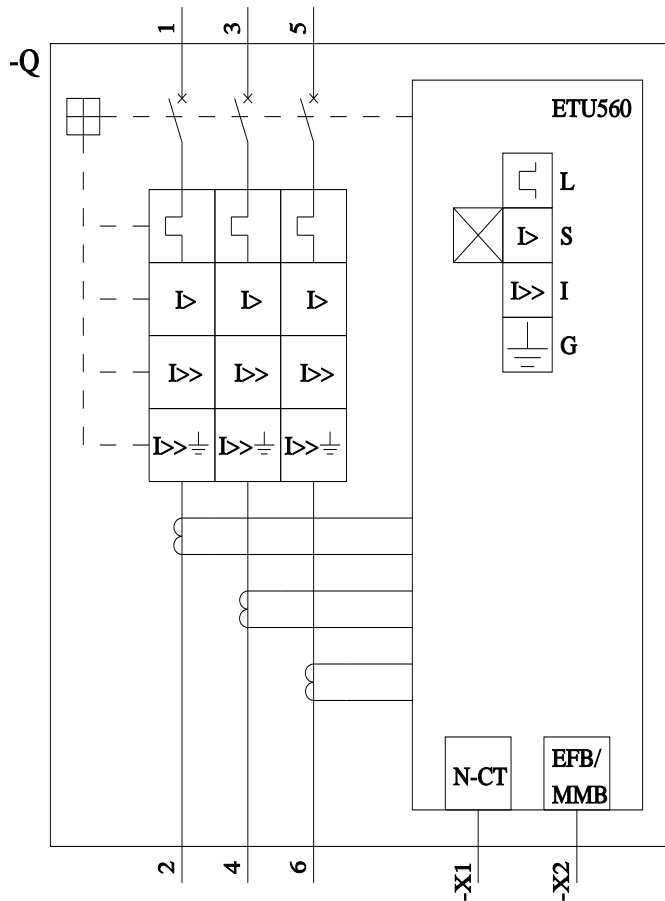 1 3 5
-Q
ETU560
L
I> S
I>> I
G
I> I> I>
I>> I>> I>>
I>> I>> I>>
N-CT
EFB/
MMB
2 4 6 -X1 -X2